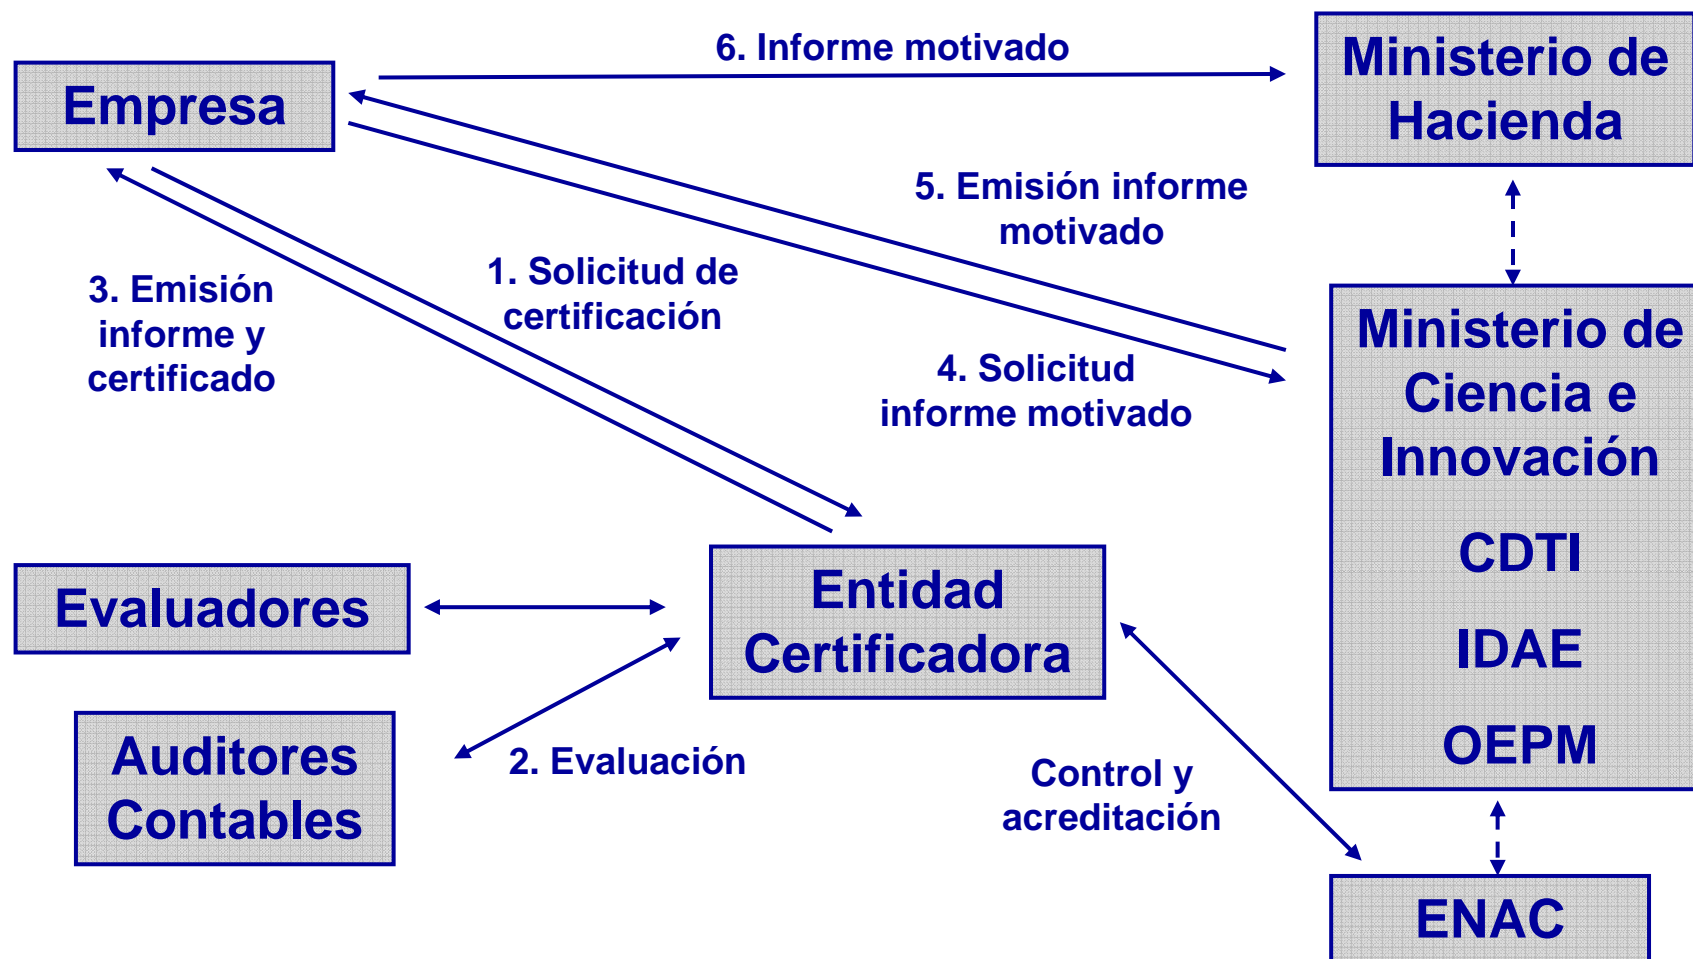 6. Informe motivado
Ministerio de
Hacienda
Empresa
5. Emisión informe
motivado
1. Solicitud de
certificación
3. Emisión
informe y
certificado
4. Solicitud
informe motivado
Ministerio de
Ciencia e
Innovación
CDTI
IDAE
OEPM
Entidad
Certificadora
Evaluadores
Auditores
Contables
2. Evaluación
Control y
acreditación
ENAC